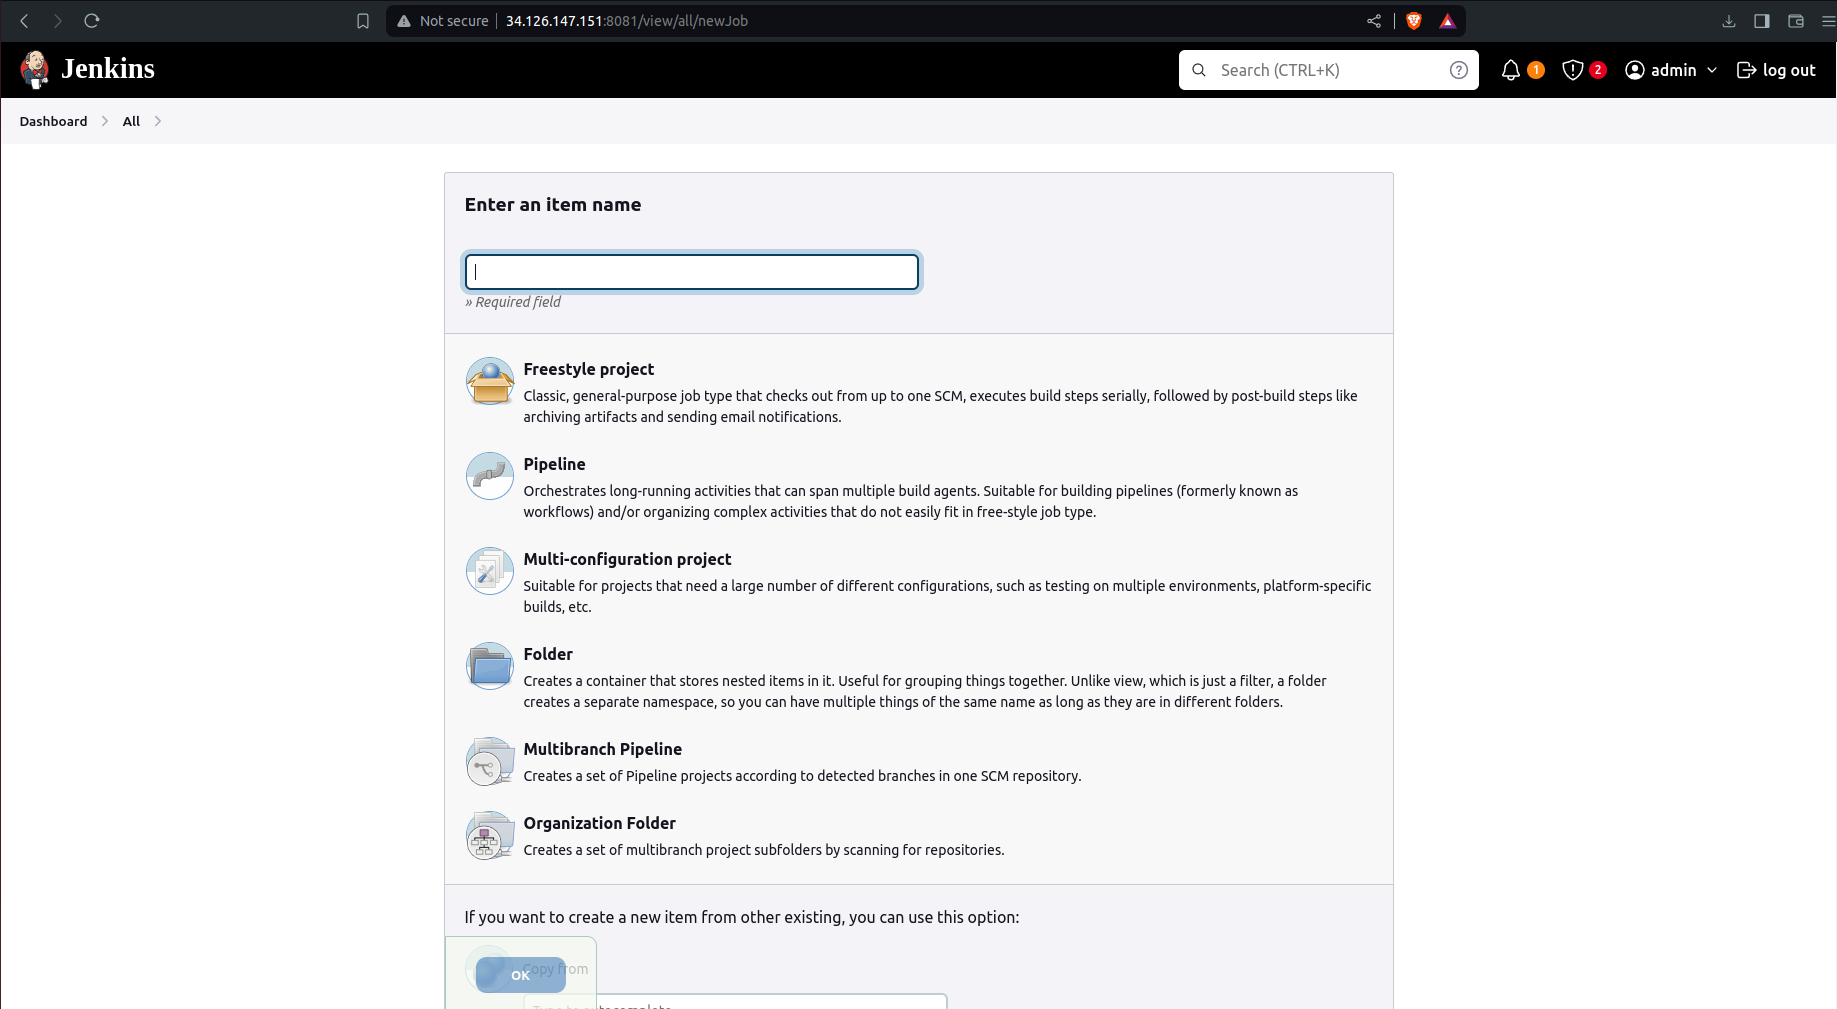 Not secure 34.126.147.151:8081/view/all/newJob
Jenkins Search (CTRL+K) ? 1 2 admin log out
Dashboard All
Enter an item name
» Required field
Freestyle project
Classic, general-purpose job type that checks out from up to one SCM, executes build steps serially, followed by post-build steps like
archiving artifacts and sending email notifications.
Pipeline
Orchestrates long-running activities that can span multiple build agents. Suitable for building pipelines (formerly known as
workflows) and/or organizing complex activities that do not easily fit in free-style job type.
Multi-configuration project
Suitable for projects that need a large number of different configurations, such as testing on multiple environments, platform-specific
builds, etc.
Folder
Creates a container that stores nested items in it. Useful for grouping things together. Unlike view, which is just a filter, a folder
creates a separate namespace, so you can have multiple things of the same name as long as they are in different folders.
Multibranch Pipeline
Creates a set of Pipeline projects according to detected branches in one SCM repository.
Organization Folder
Creates a set of multibranch project subfolders by scanning for repositories.
If you want to create a new item from other existing, you can use this option:
OK Copy from